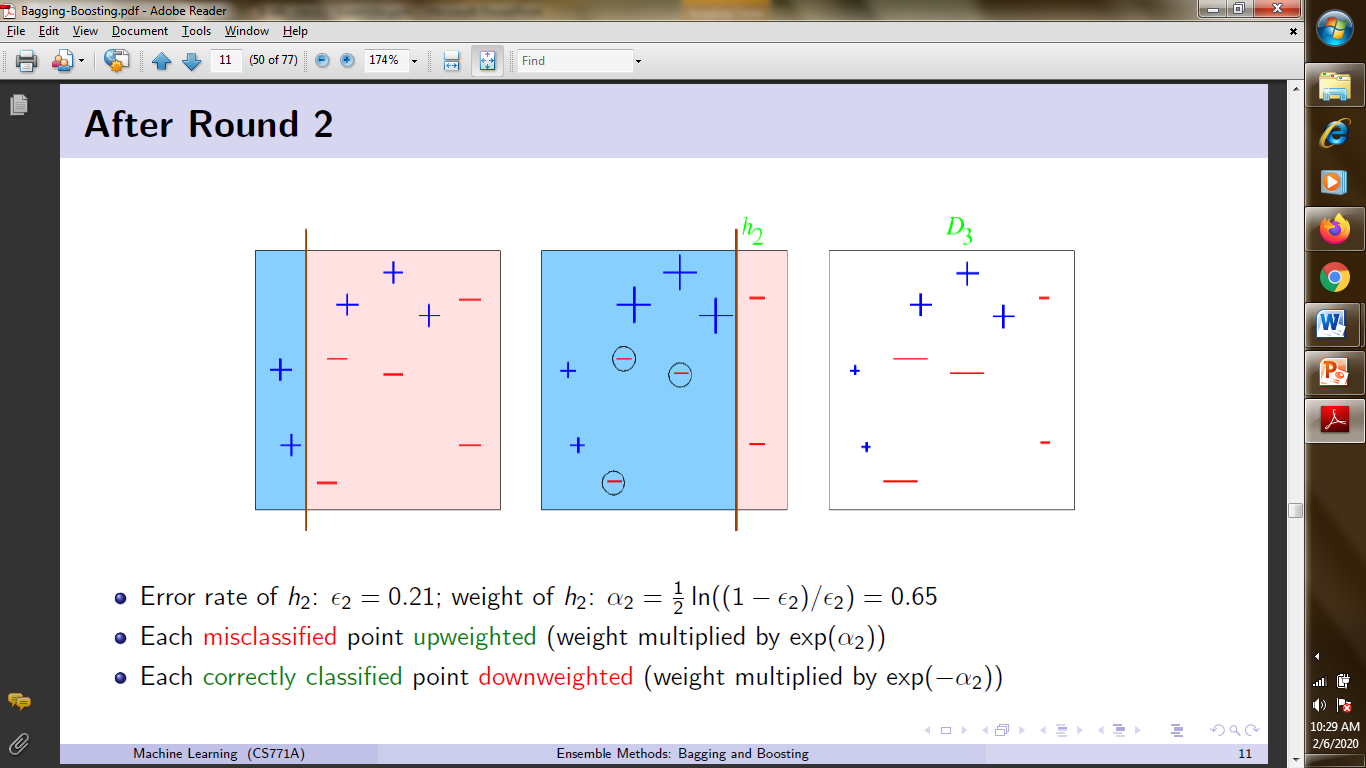 Bagging-Boosting.pdf - Adobe Reader
File Edit View Document Tools Window Help
11 (50 of 77) 174% Find
After Round 2
h2 D3
Error rate of h₂: ϵ₂ = 0.21; weight of h₂: α₂ = ½ ln((1 − ϵ₂)/ϵ₂) = 0.65
Each misclassified point upweighted (weight multiplied by exp(α₂))
Each correctly classified point downweighted (weight multiplied by exp(−α₂))
Machine Learning (CS771A) Ensemble Methods: Bagging and Boosting 11
10:29 AM
2/6/2020